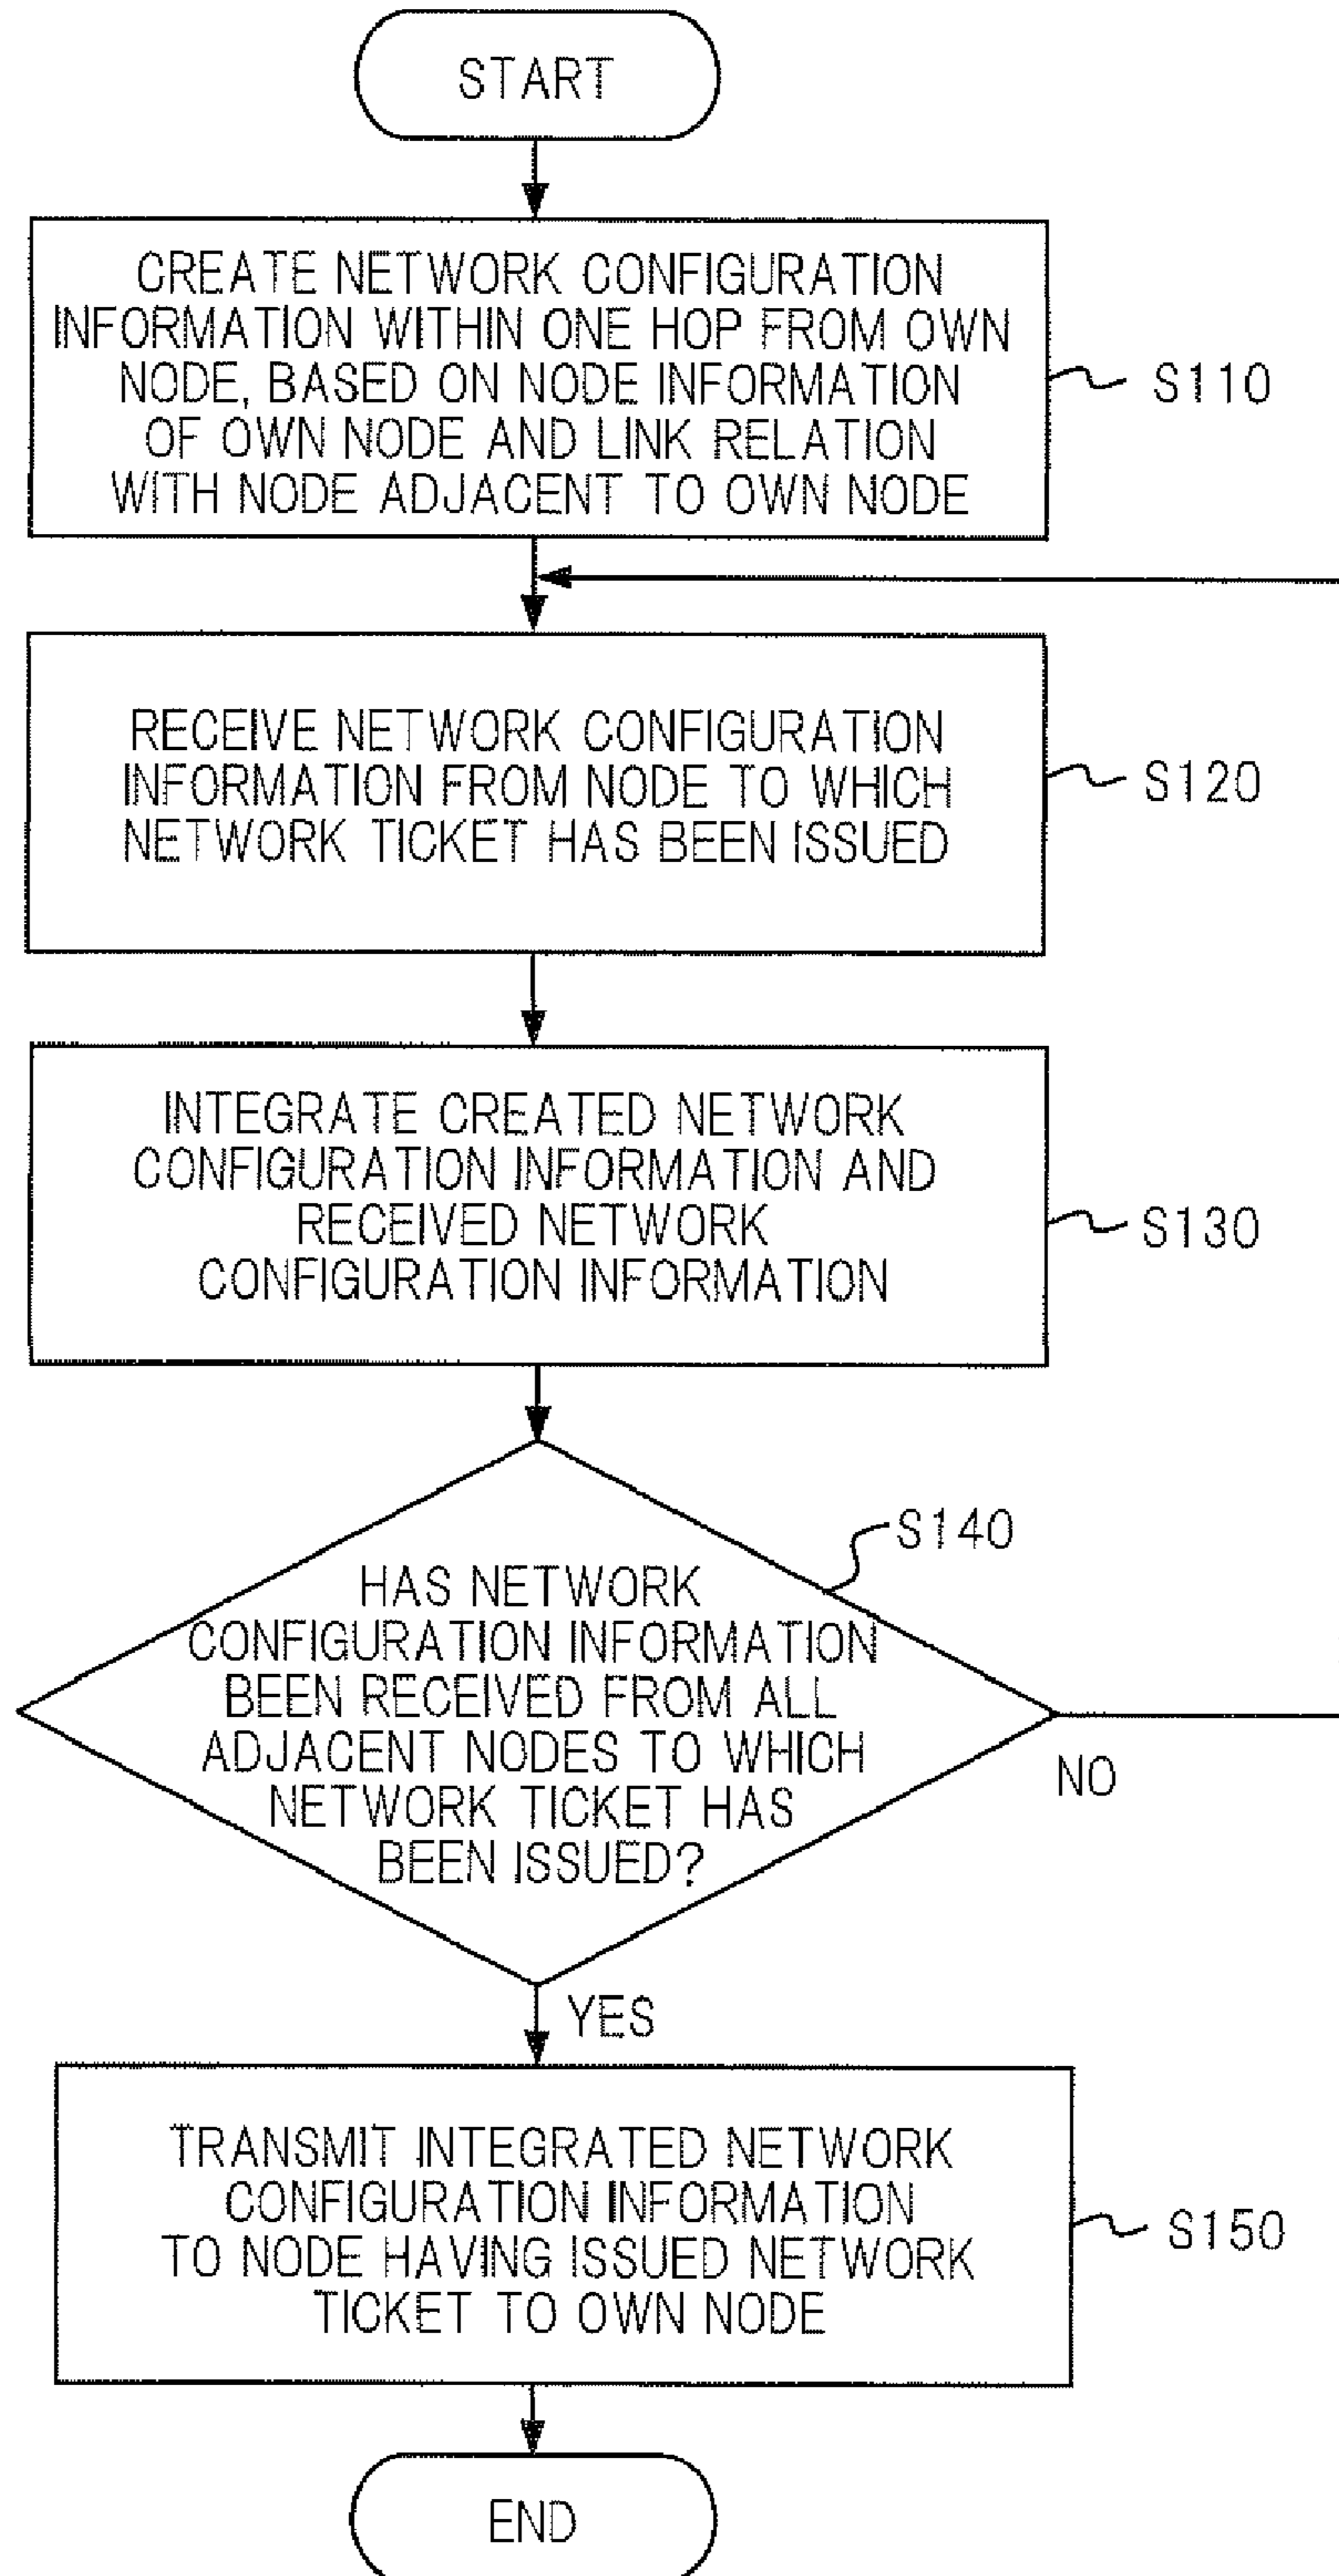 START
CREATE NETWORK CONFIGURATION
INFORMATION WITHIN ONE HOP FROM OWN
NODE, BASED ON NODE INFORMATION
OF OWN NODE AND LINK RELATION
WITH NODE ADJACENT TO OWN NODE
S110
RECEIVE NETWORK CONFIGURATION
INFORMATION FROM NODE TO WHICH
NETWORK TICKET HAS BEEN ISSUED
S120
INTEGRATE CREATED NETWORK
CONFIGURATION INFORMATION AND
RECEIVED NETWORK
CONFIGURATION INFORMATION
S130
S140
HAS NETWORK
CONFIGURATION INFORMATION
BEEN RECEIVED FROM ALL
ADJACENT NODES TO WHICH
NETWORK TICKET HAS
BEEN ISSUED?
NO
YES
TRANSMIT INTEGRATED NETWORK
CONFIGURATION INFORMATION
TO NODE HAVING ISSUED NETWORK
TICKET TO OWN NODE
S150
END